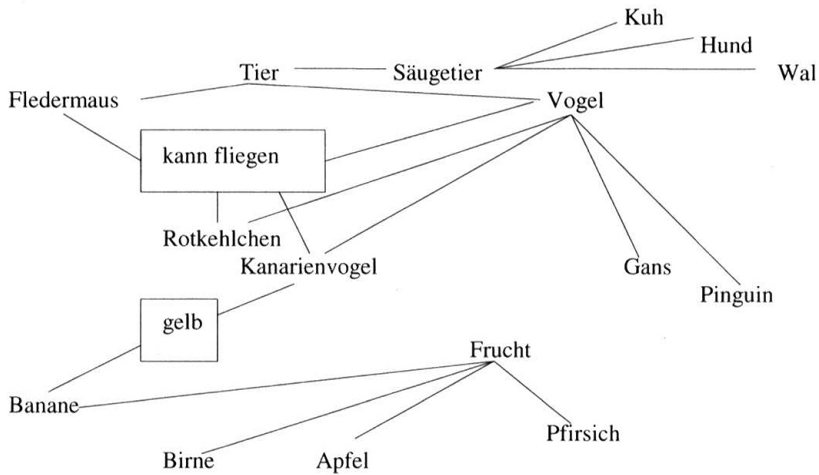 Kuh
Hund
Tier
Säugetier
Wal
Fledermaus
Vogel
kann fliegen
Rotkehlchen
Kanarienvogel
Gans
Pinguin
gelb
Frucht
Banane
Pfirsich
Birne
Apfel